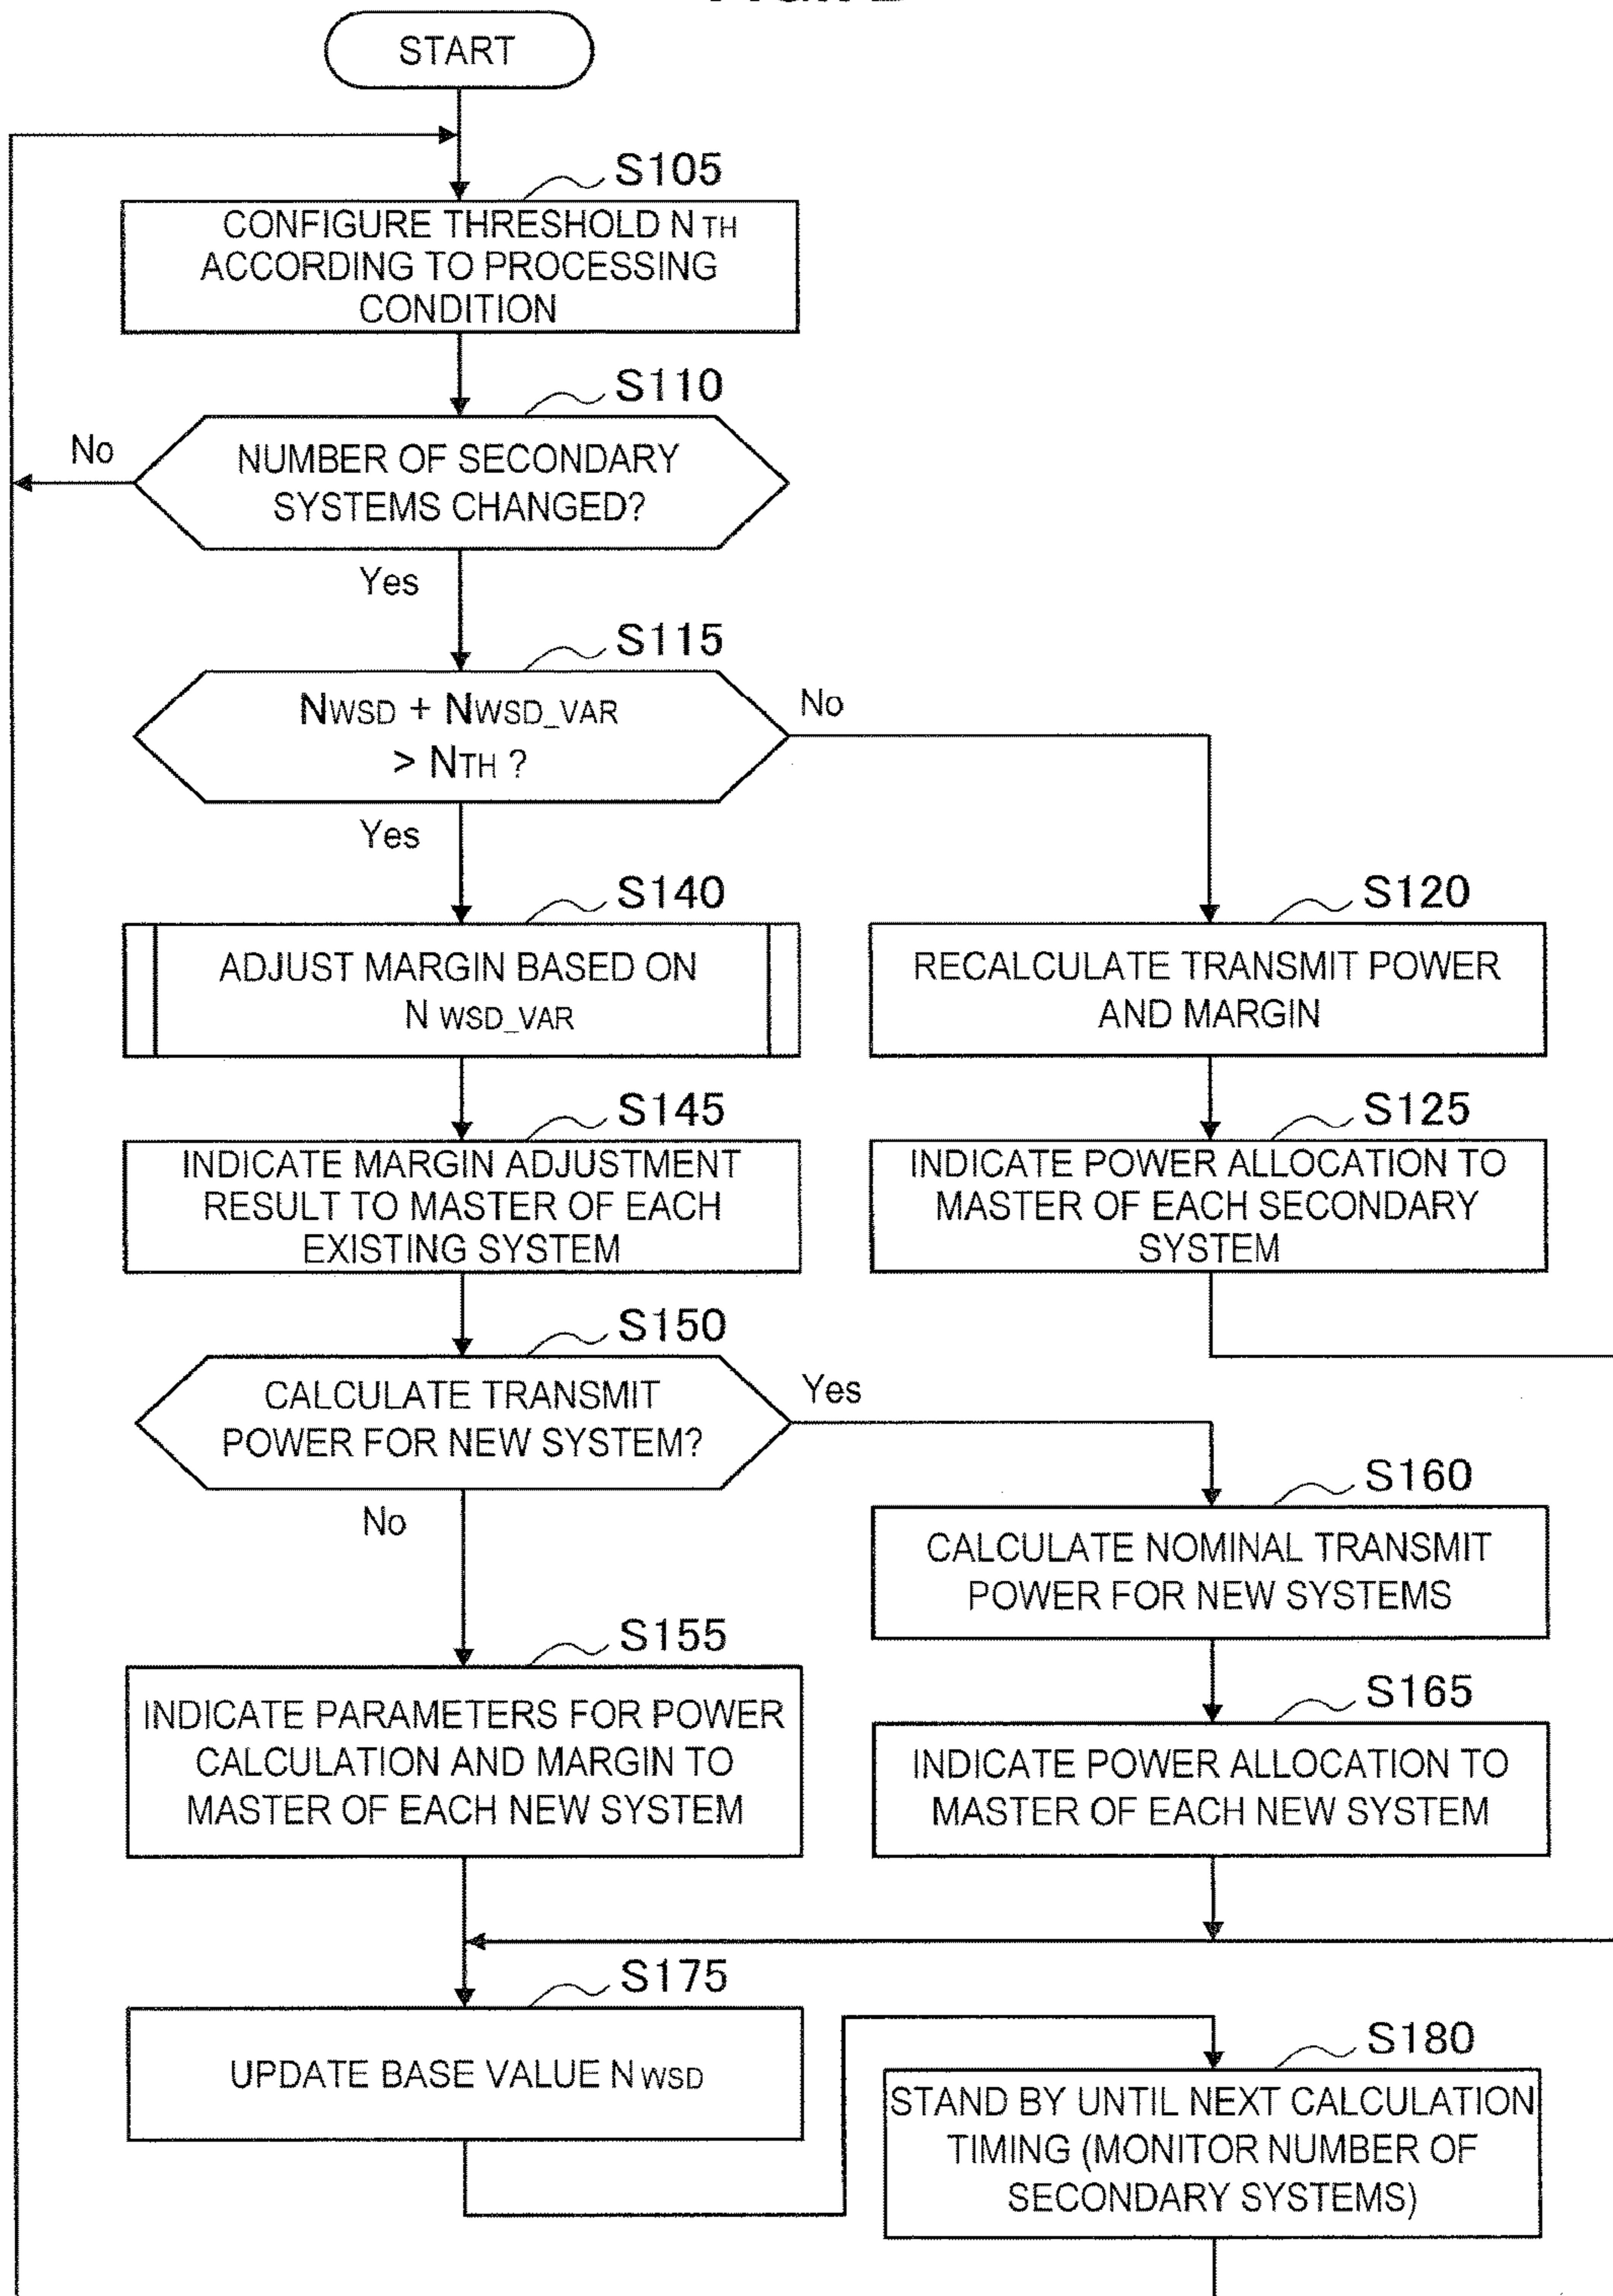 START
S105
CONFIGURE THRESHOLD NTH
ACCORDING TO PROCESSING
CONDITION
S110
No
NUMBER OF SECONDARY
SYSTEMS CHANGED?
Yes
S115
NWSD + NWSD_VAR
> NTH ?
No
Yes
S140
ADJUST MARGIN BASED ON
N WSD_VAR
S120
RECALCULATE TRANSMIT POWER
AND MARGIN
S145
INDICATE MARGIN ADJUSTMENT
RESULT TO MASTER OF EACH
EXISTING SYSTEM
S125
INDICATE POWER ALLOCATION TO
MASTER OF EACH SECONDARY
SYSTEM
S150
CALCULATE TRANSMIT
POWER FOR NEW SYSTEM?
Yes
No
S160
CALCULATE NOMINAL TRANSMIT
POWER FOR NEW SYSTEMS
S155
INDICATE PARAMETERS FOR POWER
CALCULATION AND MARGIN TO
MASTER OF EACH NEW SYSTEM
S165
INDICATE POWER ALLOCATION TO
MASTER OF EACH NEW SYSTEM
S175
UPDATE BASE VALUE N WSD
S180
STAND BY UNTIL NEXT CALCULATION
TIMING (MONITOR NUMBER OF
SECONDARY SYSTEMS)